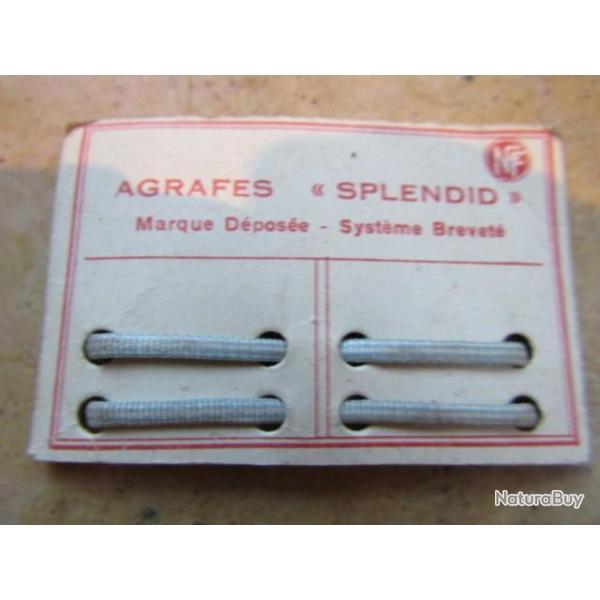 NF
AGRAFES « SPLENDID »
Marque Déposée - Système Breveté
NaturaBuy